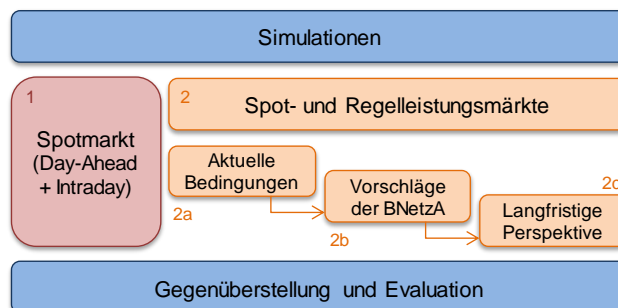 Simulationen
1
Spotmarkt
(Day-Ahead
+ Intraday)
2
Spot- und Regelleistungsmärkte
Aktuelle
Bedingungen
2a
Vorschläge
der BNetzA
2b
2c
Langfristige
Perspektive
Gegenüberstellung und Evaluation